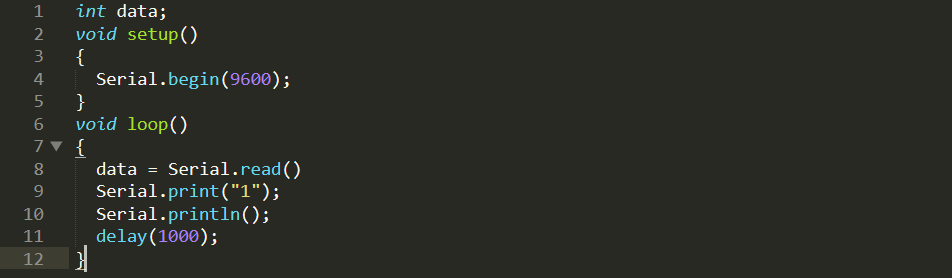 1 int data;
2 void setup()
3 {
4 Serial.begin(9600);
5 }
6 void loop()
7 {
8 data = Serial.read()
9 Serial.print("1");
10 Serial.println();
11 delay(1000);
12 }